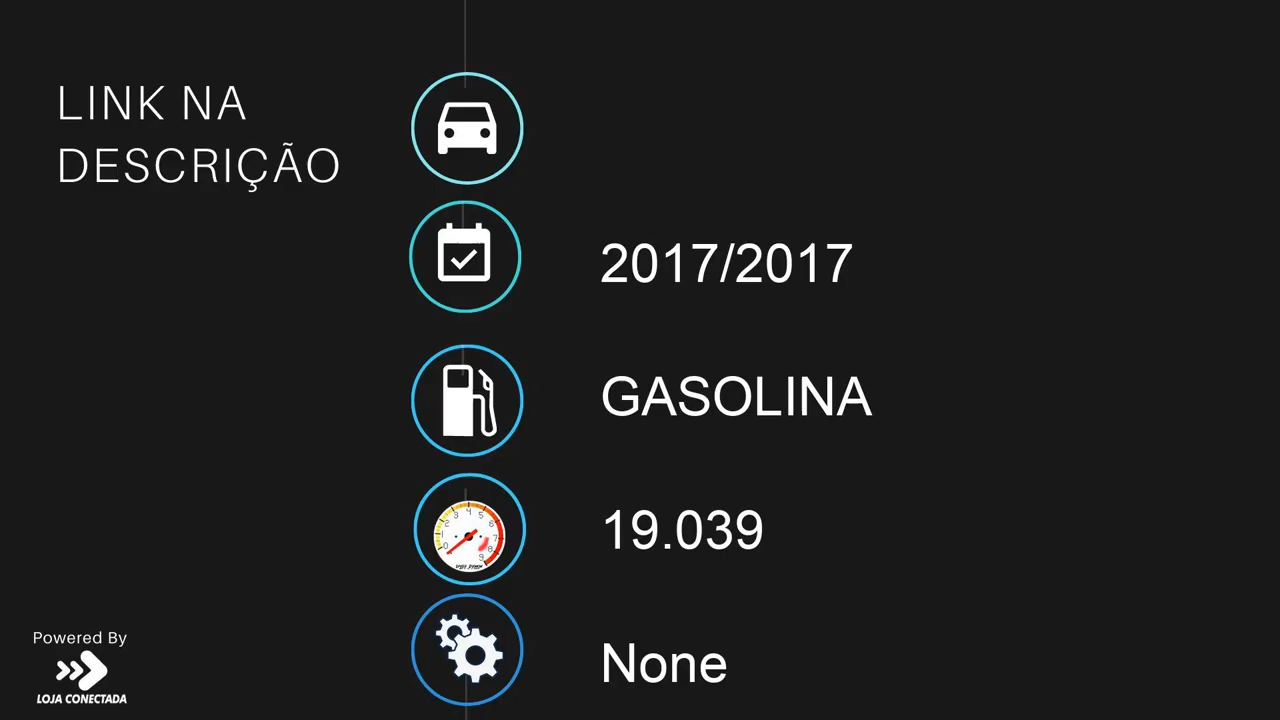 LINK NA
DESCRIÇÃO
2017/2017
GASOLINA
19.039
None
Powered By
LOJA CONECTADA